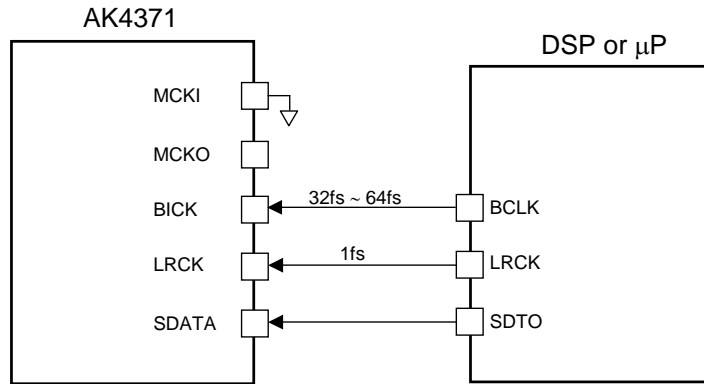 AK4371
DSP or μP
MCKI
MCKO
BICK
32fs ~ 64fs
BCLK
LRCK
1fs
LRCK
SDATA
SDTO